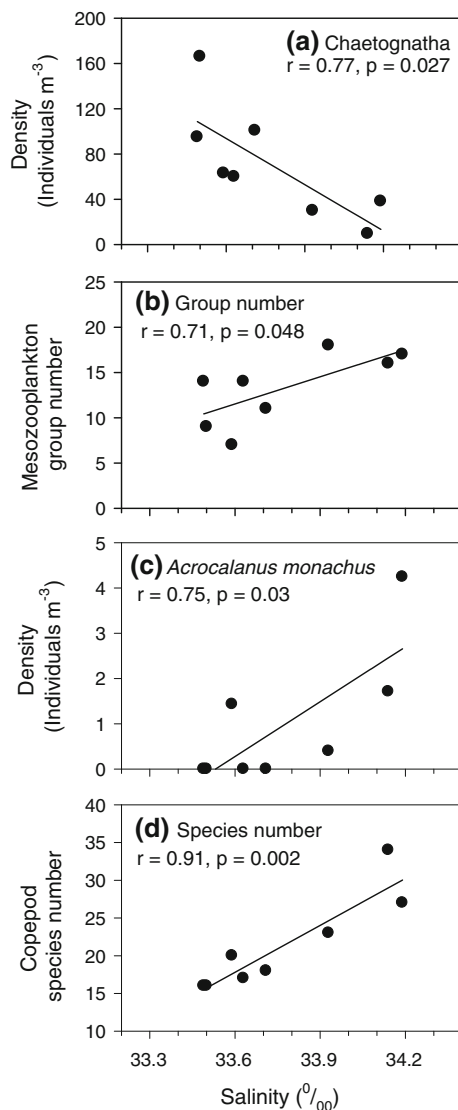 200
160
120
80
40
0
Density
(Individuals m⁻³)
(a) Chaetognatha
r = 0.77, p = 0.027
25
20
15
10
5
0
Mesozooplankton
group number
(b) Group number
r = 0.71, p = 0.048
5
4
3
2
1
0
Density
(Individuals m⁻³)
(c) Acrocalanus monachus
r = 0.75, p = 0.03
40
35
30
25
20
15
10
Copepod
species number
(d) Species number
r = 0.91, p = 0.002
33.3 33.6 33.9 34.2
Salinity (⁰/₀₀)